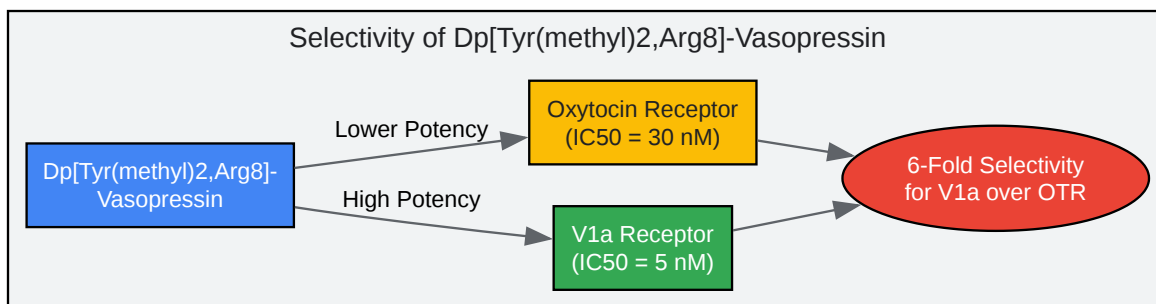 Selectivity of Dp[Tyr(methyl)2,Arg8]-Vasopressin
Dp[Tyr(methyl)2,Arg8]-
Vasopressin
Lower Potency
High Potency
Oxytocin Receptor
(IC50 = 30 nM)
V1a Receptor
(IC50 = 5 nM)
6-Fold Selectivity
for V1a over OTR